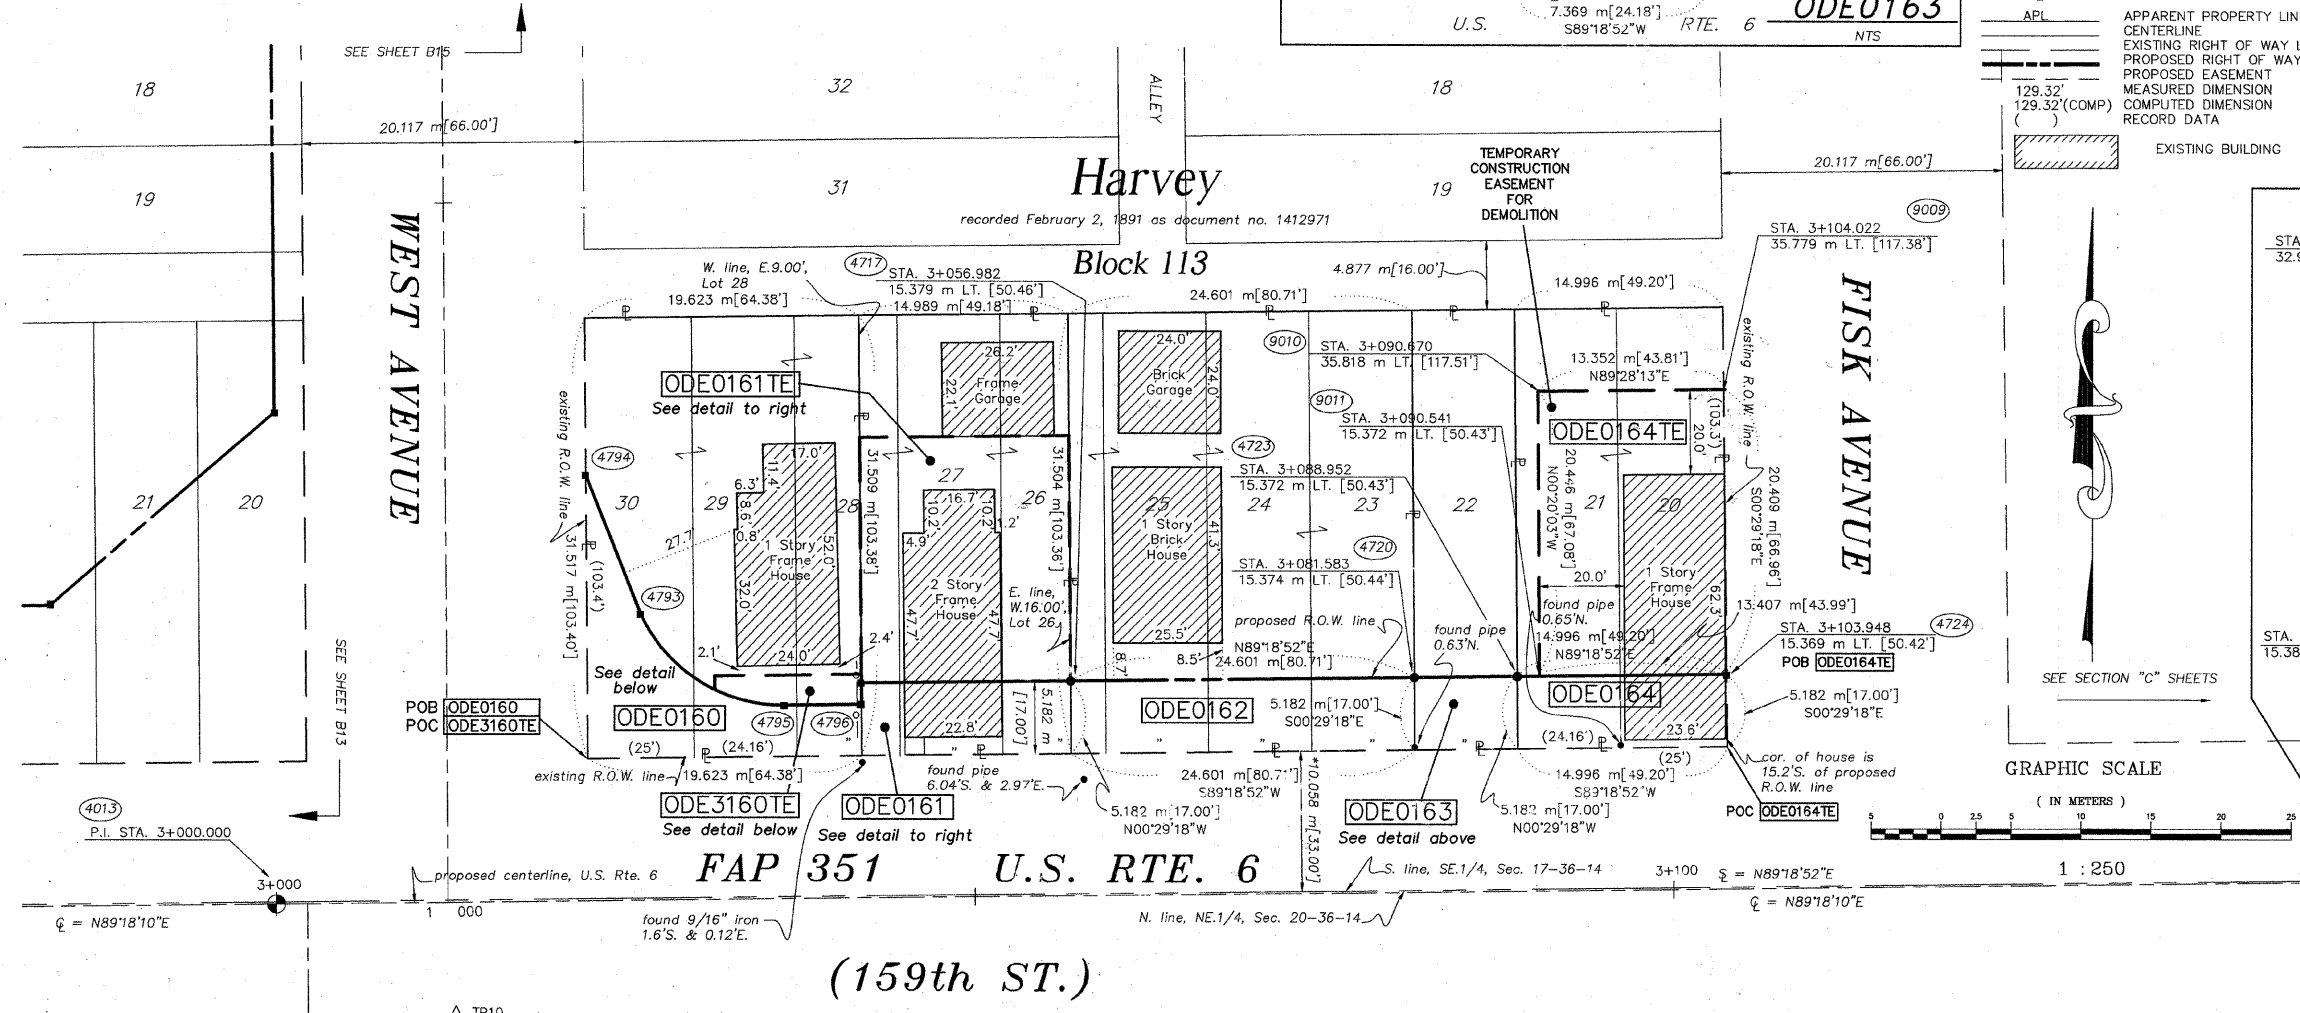 7.369 m[24.18']
S89°18'52"W
U.S.
RTE. 6
ODE0163
NTS
APL
APPARENT PROPERTY LIN
CENTERLINE
EXISTING RIGHT OF WAY L
PROPOSED RIGHT OF WAY
PROPOSED EASEMENT
129.32'
MEASURED DIMENSION
129.32'(COMP)
COMPUTED DIMENSION
( )
RECORD DATA
EXISTING BUILDING
SEE SHEET B15
18
32
ALLEY
18
20.117 m[66.00']
19
31
Harvey
recorded February 2, 1891 as document no. 1412971
19
TEMPORARY
CONSTRUCTION
EASEMENT
FOR
DEMOLITION
20.117 m[66.00']
9009
STA. 3+104.022
35.779 m LT. [117.38']
WEST AVENUE
Block 113
W. line, E.9.00',
Lot 28
4717
STA. 3+056.982
15.379 m LT. [50.46']
19.623 m[64.38']
14.989 m[49.18']
24.601 m[80.71']
4.877 m[16.00']
14.996 m[49.20']
FISK AVENUE
STA
32.9
9010
STA. 3+090.670
35.818 m LT. [117.51']
13.352 m[43.81']
N89°28'13"E
existing R.O.W. line
26.2'
22.1'
Frame
Garage
24.0'
24.0'
Brick
Garage
ODE0161TE
See detail to right
9011
STA. 3+090.541
15.372 m LT. [50.43']
ODE0164TE
(103.3')
20.0'
existing R.O.W. line
4794
4723
STA. 3+088.952
15.372 m LT. [50.43']
21
20
30
29
28
27
26
25
24
23
22
21
20
17.0'
11.4'
6.3'
8.6'
0.8'
27.7'
1 Story
Frame
House
52.0'
32.0'
24.0'
2.1'
2.4'
31.509 m[103.38']
31.504 m[103.36']
16.7'
10.2'
10.2'
1.2'
4.9'
2 Story
Frame
House
47.7'
47.7'
22.8'
1 Story
Brick
House
41.3'
25.5'
8.7'
8.5'
20.446 m[67.08']
N00°20'03"W
20.409 m[66.96']
S00°29'18"E
31.517 m[103.40']
(103.4')
4720
STA. 3+081.583
15.374 m LT. [50.44']
E. line,
W.16.00',
Lot 26
4793
20.0'
1 Story
Frame
House
62.3'
23.6'
found pipe
0.65'N.
13.407 m[43.99']
14.996 m[49.20']
N89°18'52"E
proposed R.O.W. line
N89°18'52"E
24.601 m[80.71']
found pipe
0.63'N.
STA. 3+103.948
15.369 m LT. [50.42']
4724
POB ODE0164TE
SEE SHEET B13
See detail
below
SEE SECTION "C" SHEETS
STA.
15.38
POB ODE0160
POC ODE3160TE
ODE0160
4795
4796
5.182 m
[17.00']
ODE0162
5.182 m[17.00']
S00°29'18"E
ODE0164
5.182 m[17.00']
S00°29'18"E
(25')
(24.16')
(24.16')
(25')
existing R.O.W. line
19.623 m[64.38']
found pipe
6.04'S. & 2.97'E.
24.601 m[80.71']
S89°18'52"W
14.996 m[49.20']
S89°18'52"W
cor. of house is
15.2'S. of proposed
R.O.W. line
GRAPHIC SCALE
( IN METERS )
5 0 2.5 5 10 15 20 25
1 : 250
4013
P.I. STA. 3+000.000
ODE3160TE
See detail below
ODE0161
See detail to right
5.182 m[17.00']
N00°29'18"W
ODE0163
See detail above
5.182 m[17.00']
N00°29'18"W
POC ODE0164TE
proposed centerline, U.S. Rte. 6
FAP 351
U.S. RTE. 6
S. line, SE.1/4, Sec. 17-36-14
3+100
℄ = N89°18'52"E
3+000
℄ = N89°18'10"E
1 000
found 9/16" iron
1.6'S. & 0.12'E.
N. line, NE.1/4, Sec. 20-36-14
℄ = N89°18'10"E
(159th ST.)